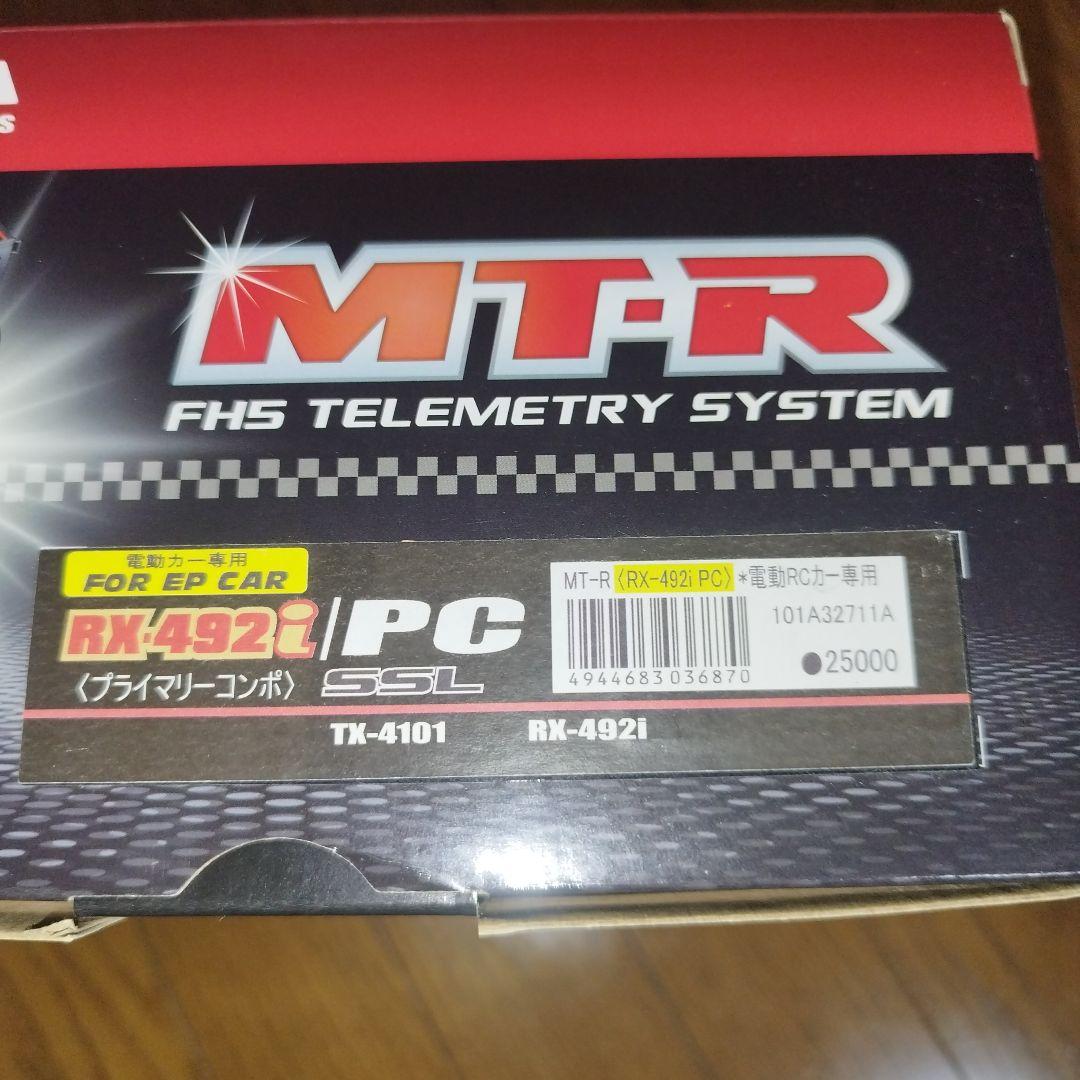 MT-R
FH5 TELEMETRY SYSTEM
電動カー専用
FOR EP CAR
RX-492i/PC
〈プライマリーコンポ〉 SSL
TX-4101 RX-492i
MT-R〈RX-492i PC〉*電動RCカー専用
101A32711A
●25000
4944683036870